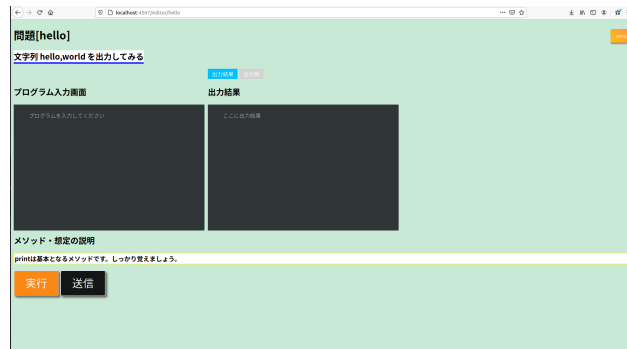 localhost:4567/editor/hello
問題[hello]
文字列 hello,world を出力してみる
出力結果
プログラム入力画面
出力結果
プログラムを入力してください
ここに出力結果
メソッド・想定の説明
printは基本となるメソッドです。しっかり覚えましょう。
実行
送信